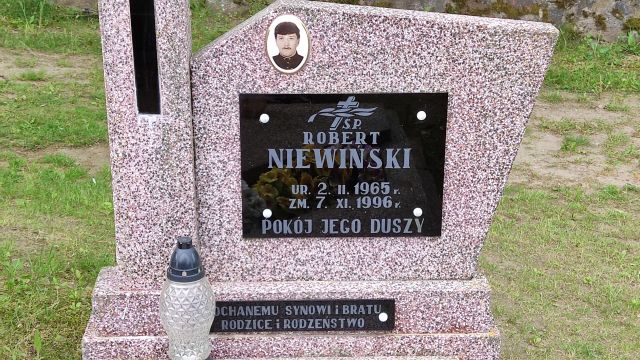 Ś.P.
ROBERT
NIEWIŃSKI
UR. 2. II. 1965 r.
ZM. 7. XI. 1996 r.
POKÓJ JEGO DUSZY
OCHANEMU SYNOWI i BRATU
RODZICE i RODZEŃSTWO